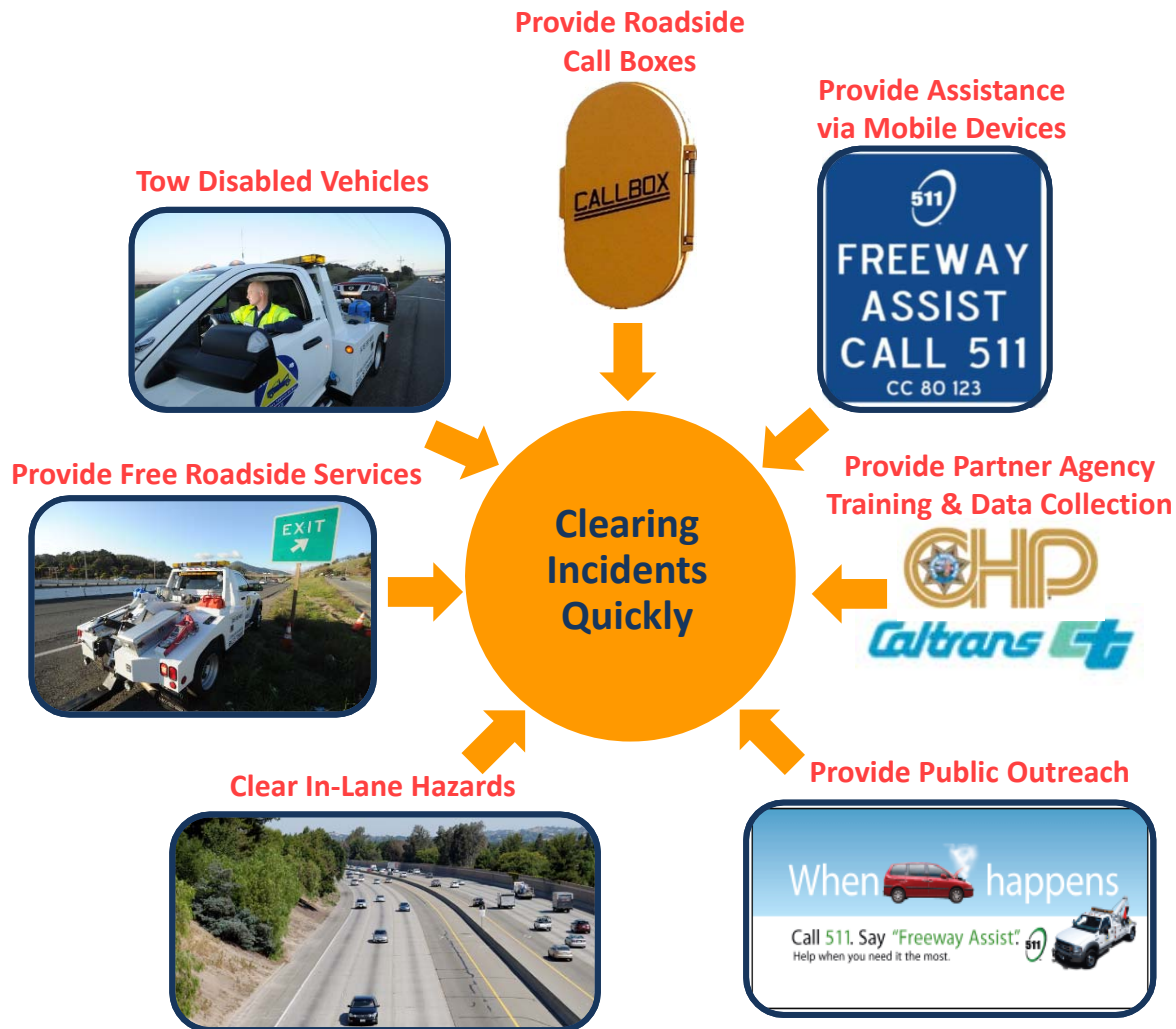 Provide Roadside
Call Boxes
CALLBOX
Provide Assistance
via Mobile Devices
511
FREEWAY
ASSIST
CALL 511
CC 80 123
Tow Disabled Vehicles
Provide Free Roadside Services
EXIT
Clearing
Incidents
Quickly
Provide Partner Agency
Training & Data Collection
CHP
Caltrans Ct
Clear In-Lane Hazards
Provide Public Outreach
When happens
Call 511. Say "Freeway Assist".
511
Help when you need it the most.